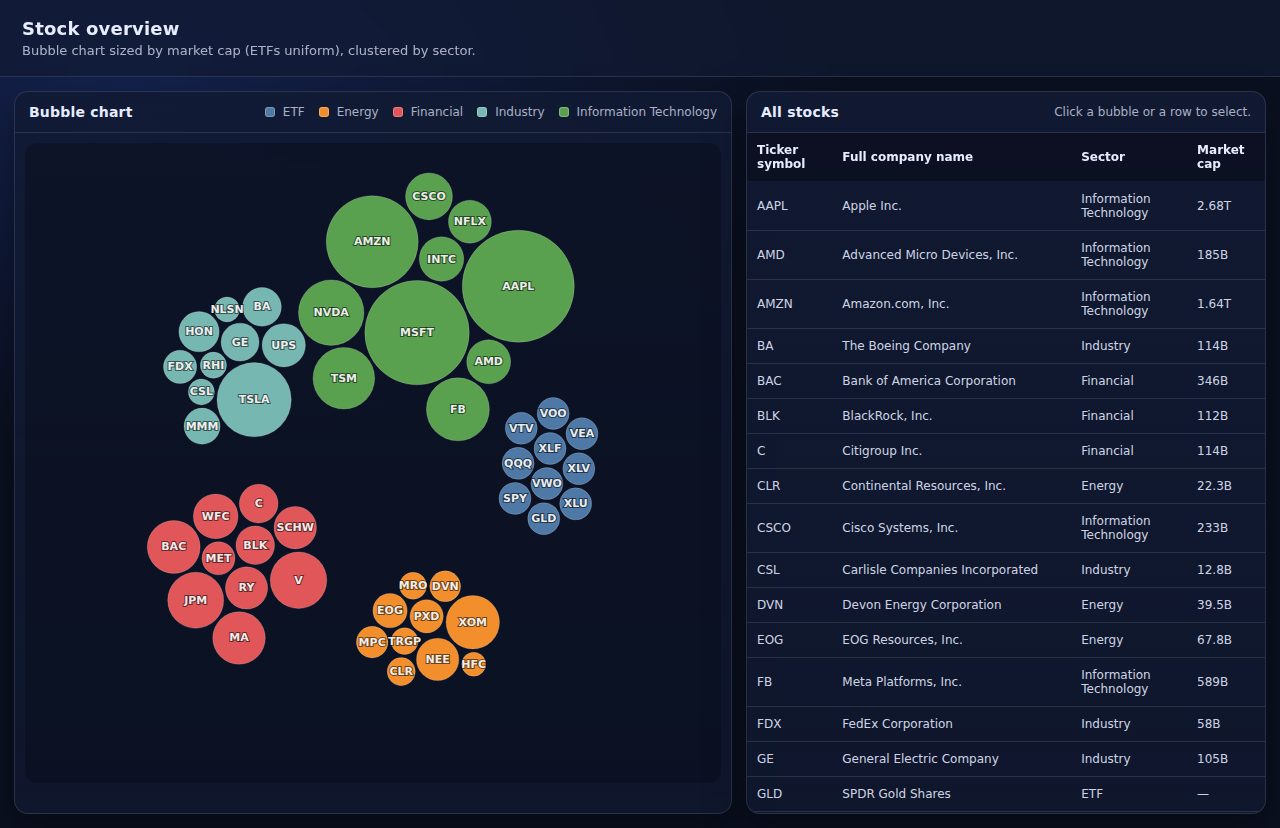 Stock overview
Bubble chart sized by market cap (ETFs uniform), clustered by sector.
Bubble chart
ETF Energy Financial Industry Information Technology
CSCO
NFLX
AMZN
INTC
AAPL
NVDA
MSFT
AMD
TSM
FB
NLSN
BA
HON
GE
UPS
FDX
RHI
CSL
TSLA
MMM
VOO
VTV
VEA
XLF
QQQ
XLV
VWO
SPY
XLU
GLD
C
WFC
SCHW
BAC
BLK
MET
V
RY
JPM
MA
MRO
DVN
EOG
PXD
XOM
MPC
TRGP
NEE
HFC
CLR
All stocks
Click a bubble or a row to select.
Ticker symbol Full company name Sector Market cap
AAPL Apple Inc. Information Technology 2.68T
AMD Advanced Micro Devices, Inc. Information Technology 185B
AMZN Amazon.com, Inc. Information Technology 1.64T
BA The Boeing Company Industry 114B
BAC Bank of America Corporation Financial 346B
BLK BlackRock, Inc. Financial 112B
C Citigroup Inc. Financial 114B
CLR Continental Resources, Inc. Energy 22.3B
CSCO Cisco Systems, Inc. Information Technology 233B
CSL Carlisle Companies Incorporated Industry 12.8B
DVN Devon Energy Corporation Energy 39.5B
EOG EOG Resources, Inc. Energy 67.8B
FB Meta Platforms, Inc. Information Technology 589B
FDX FedEx Corporation Industry 58B
GE General Electric Company Industry 105B
GLD SPDR Gold Shares ETF —